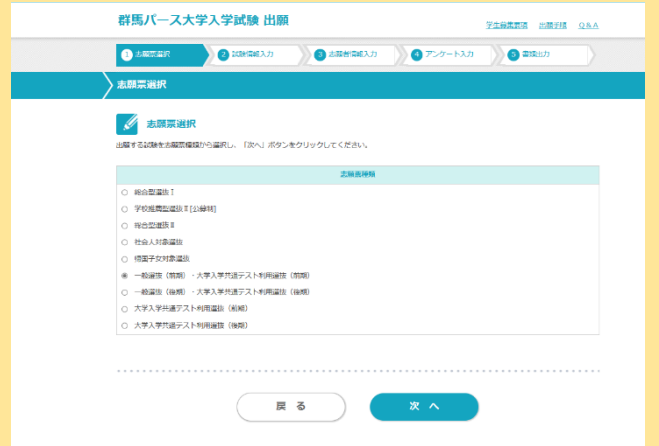 群馬パース大学入学試験 出願
学生募集要項 出願手順 Q&A
1 志願票選択 2 試験情報入力 3 志願者情報入力 4 アンケート入力 5 書類出力
志願票選択
志願票選択
出願する試験を志願票種類から選択し、「次へ」ボタンをクリックしてください。
志願票種類
総合型選抜Ⅰ
学校推薦型選抜Ⅱ[公募制]
総合型選抜Ⅱ
社会人対象選抜
帰国子女対象選抜
一般選抜（前期）・大学入学共通テスト利用選抜（前期）
一般選抜（後期）・大学入学共通テスト利用選抜（後期）
大学入学共通テスト利用選抜（前期）
大学入学共通テスト利用選抜（後期）
戻 る 次 へ